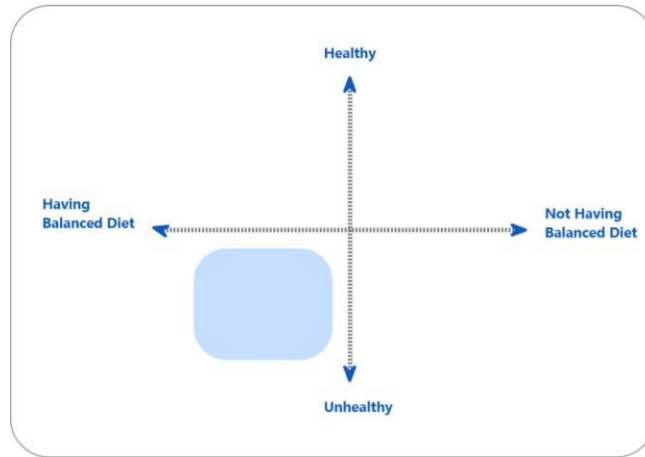 Healthy
Having
Balanced Diet
Not Having
Balanced Diet
Unhealthy